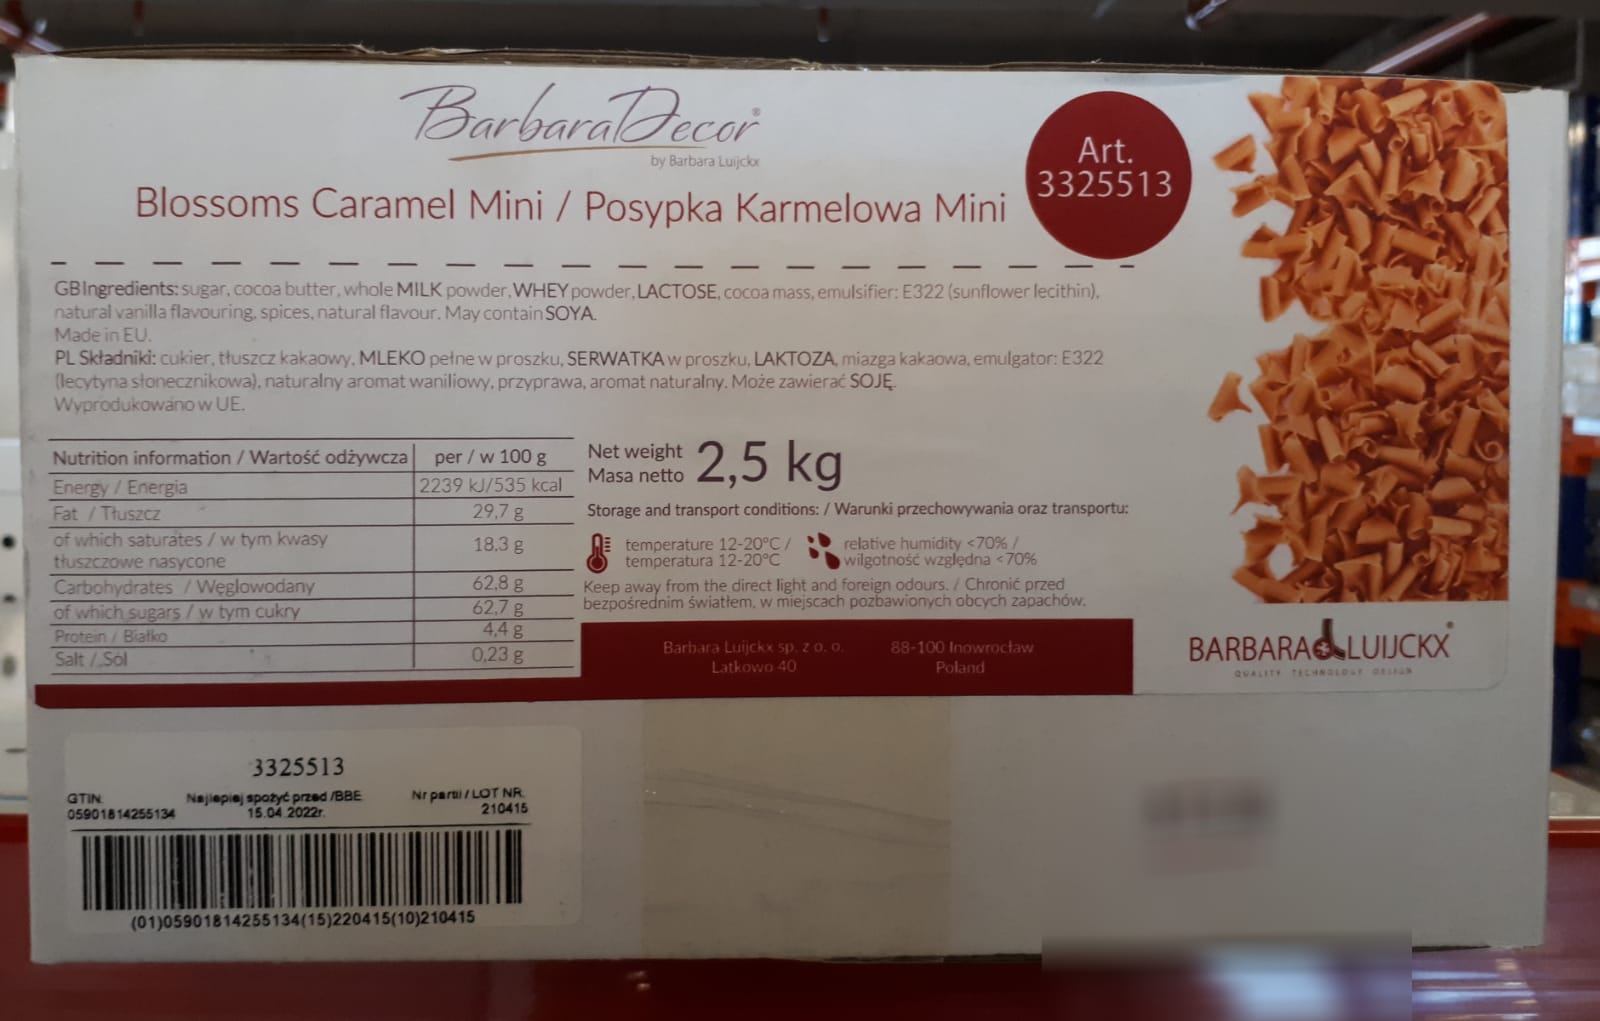 BarbaraDecor®
by Barbara Luijckx
Blossoms Caramel Mini / Posypka Karmelowa Mini
Art.
3325513
GB Ingredients: sugar, cocoa butter, whole MILK powder, WHEY powder, LACTOSE, cocoa mass, emulsifier: E322 (sunflower lecithin),
natural vanilla flavouring, spices, natural flavour. May contain SOYA.
Made in EU.
PL Składniki: cukier, tłuszcz kakaowy, MLEKO pełne w proszku, SERWATKA w proszku, LAKTOZA, miazga kakaowa, emulgator: E322
(lecytyna słonecznikowa), naturalny aromat waniliowy, przyprawa, aromat naturalny. Może zawierać SOJĘ.
Wyprodukowano w UE.
Nutrition information / Wartość odżywcza per / w 100 g
Energy / Energia 2239 kJ/535 kcal
Fat / Tłuszcz 29,7 g
of which saturates / w tym kwasy
tłuszczowe nasycone 18,3 g
Carbohydrates / Węglowodany 62,8 g
of which sugars / w tym cukry 62,7 g
Protein / Białko 4,4 g
Salt / Sól 0,23 g
Net weight
Masa netto 2,5 kg
Storage and transport conditions: / Warunki przechowywania oraz transportu:
temperature 12-20°C /
temperatura 12-20°C
relative humidity <70% /
wilgotność względna <70%
Keep away from the direct light and foreign odours. / Chronić przed
bezpośrednim światłem, w miejscach pozbawionych obcych zapachów.
Barbara Luijckx sp. z o. o.
Latkowo 40
88-100 Inowrocław
Poland
BARBARA LUIJCKX®
QUALITY TECHNOLOGY DESIGN
3325513
GTIN: Najlepiej spożyć przed /BBE Nr partii / LOT NR.
05901814255134 15.04.2022r. 210415
(01)05901814255134(15)220415(10)210415